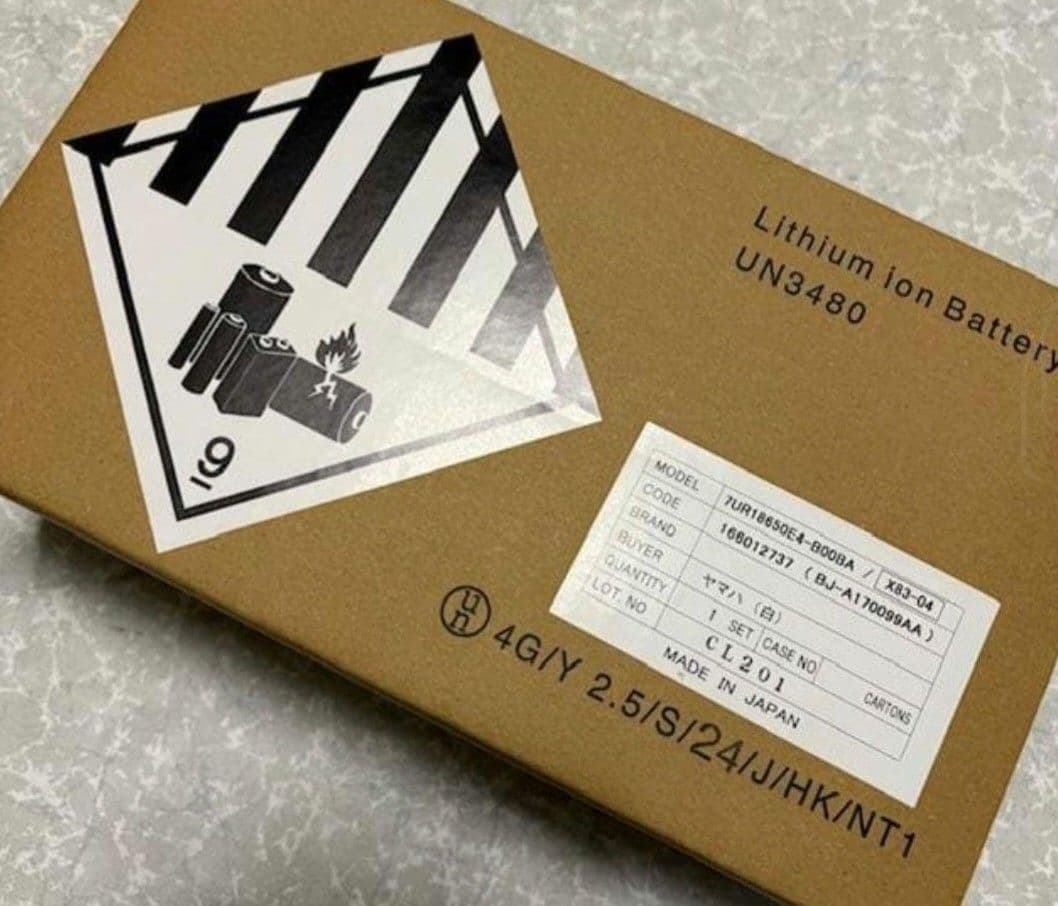 Lithium ion Battery
UN3480
9
MODEL 7UR18650E4-B00BA / X83-04
CODE 166012737 (BJ-A170099AA)
BRAND
BUYER ヤマハ (白)
QUANTITY 1 SET CASE NO CARTONS
LOT. NO CL201
MADE IN JAPAN
un 4G/Y 2.5/S/24/J/HK/NT1